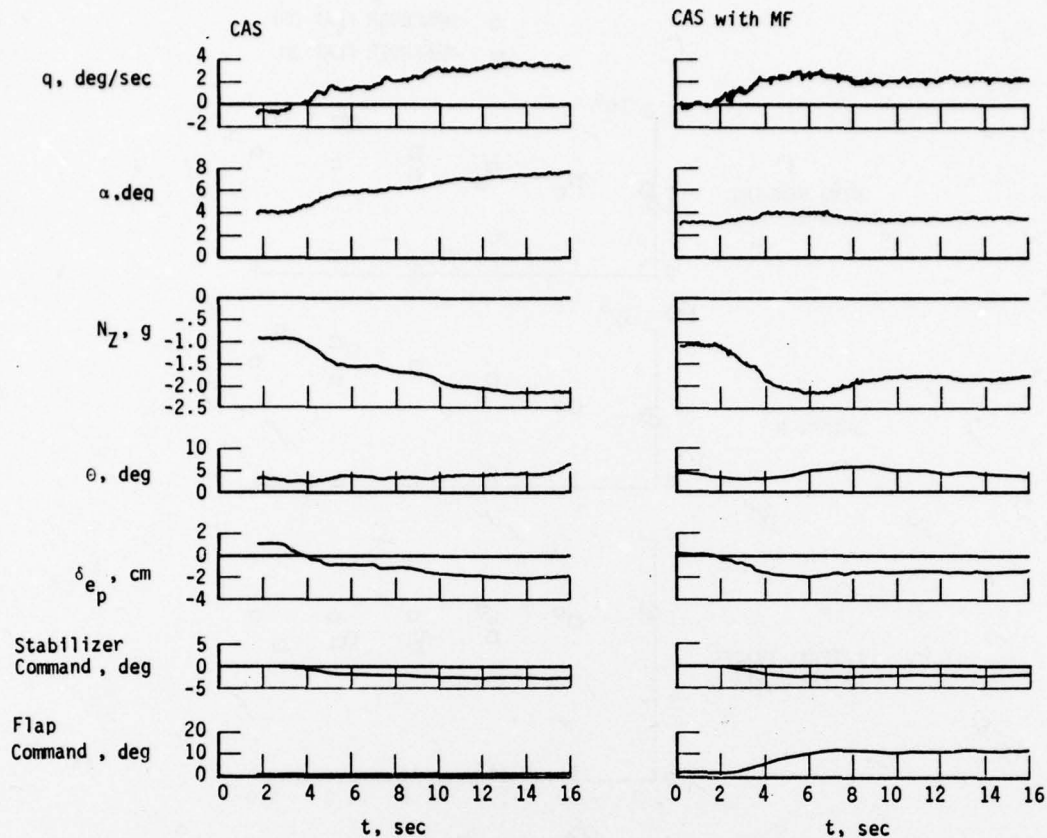 CAS
CAS with MF
q, deg/sec
4
2
0
-2
α,deg
8
6
4
2
0
N_Z, g
0
-.5
-1.0
-1.5
-2.0
-2.5
θ, deg
10
5
0
δ_e_p, cm
2
0
-2
-4
Stabilizer
Command, deg
5
0
-5
Flap
Command, deg
20
10
0
0 2 4 6 8 10 12 14 16
t, sec
0 2 4 6 8 10 12 14 16
t, sec